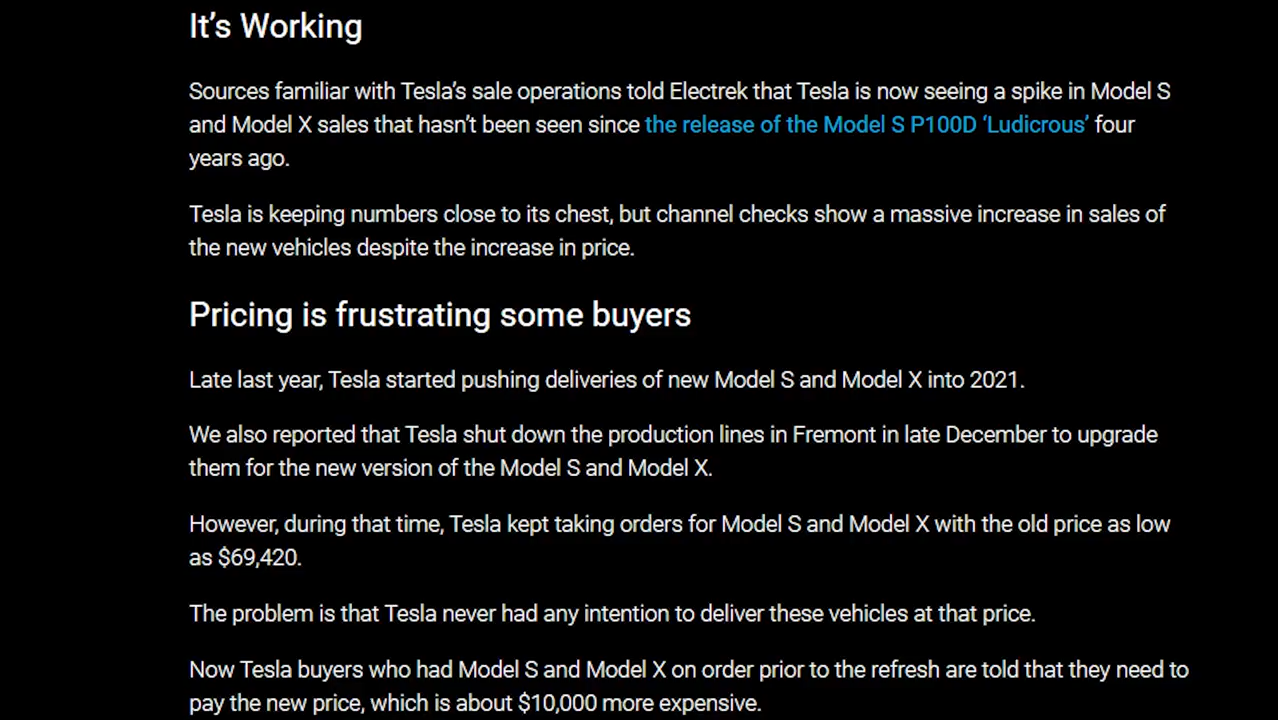 It’s Working
Sources familiar with Tesla’s sale operations told Electrek that Tesla is now seeing a spike in Model S
and Model X sales that hasn’t been seen since the release of the Model S P100D ‘Ludicrous’ four
years ago.
Tesla is keeping numbers close to its chest, but channel checks show a massive increase in sales of
the new vehicles despite the increase in price.
Pricing is frustrating some buyers
Late last year, Tesla started pushing deliveries of new Model S and Model X into 2021.
We also reported that Tesla shut down the production lines in Fremont in late December to upgrade
them for the new version of the Model S and Model X.
However, during that time, Tesla kept taking orders for Model S and Model X with the old price as low
as $69,420.
The problem is that Tesla never had any intention to deliver these vehicles at that price.
Now Tesla buyers who had Model S and Model X on order prior to the refresh are told that they need to
pay the new price, which is about $10,000 more expensive.